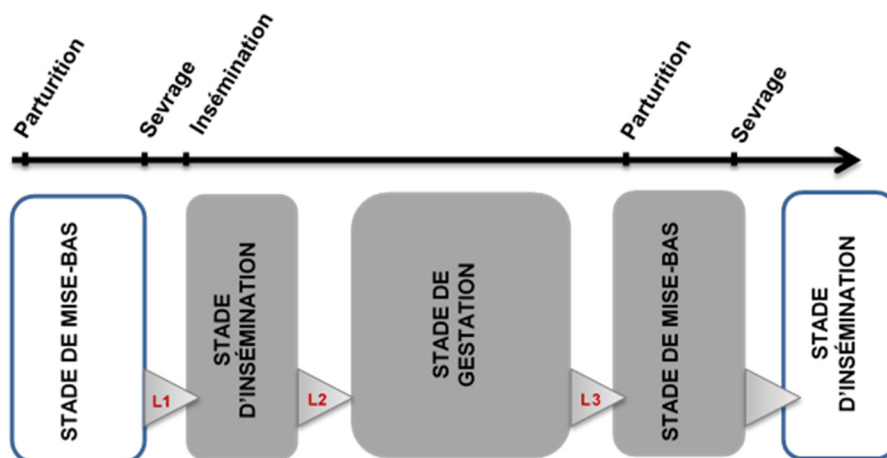 Parturition
Sevrage
Insémination
Parturition
Sevrage
STADE DE MISE-BAS
L1
STADE
D'INSÉMINATION
L2
STADE DE
GESTATION
L3
STADE DE MISE-BAS
STADE
D'INSÉMINATION